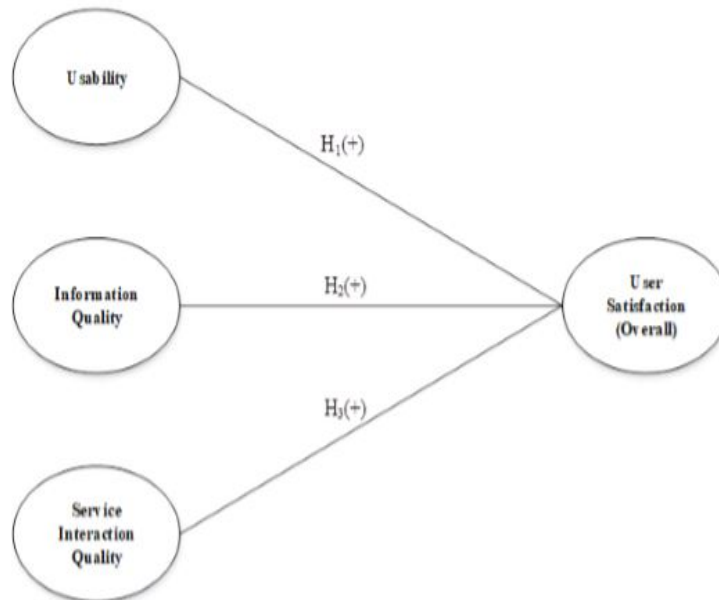 Usability
H₁(+)
Information
Quality
H₂(+)
User
Satisfaction
(Overall)
H₃(+)
Service
Interaction
Quality